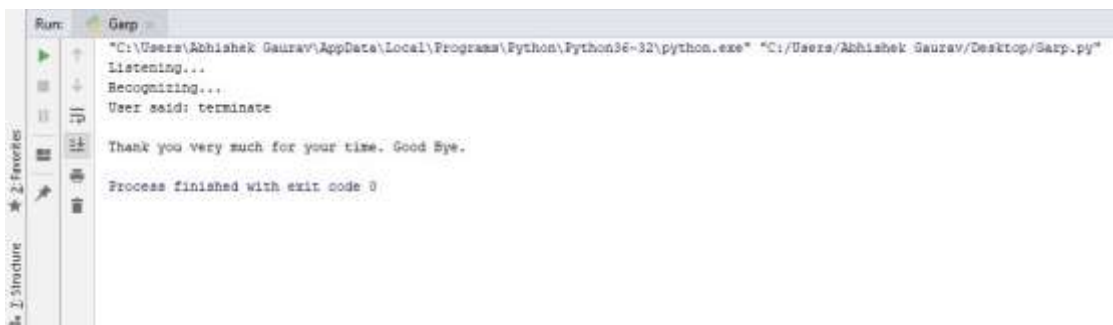 Run: Garp
"C:\Users\Abhishek Gaurav\AppData\Local\Programs\Python\Python36-32\python.exe" "C:/Users/Abhishek Gaurav/Desktop/Garp.py"
Listening...
Recognizing...
User said: terminate
Thank you very much for your time. Good Bye.
Process finished with exit code 0
2: Favorites
7: Structure